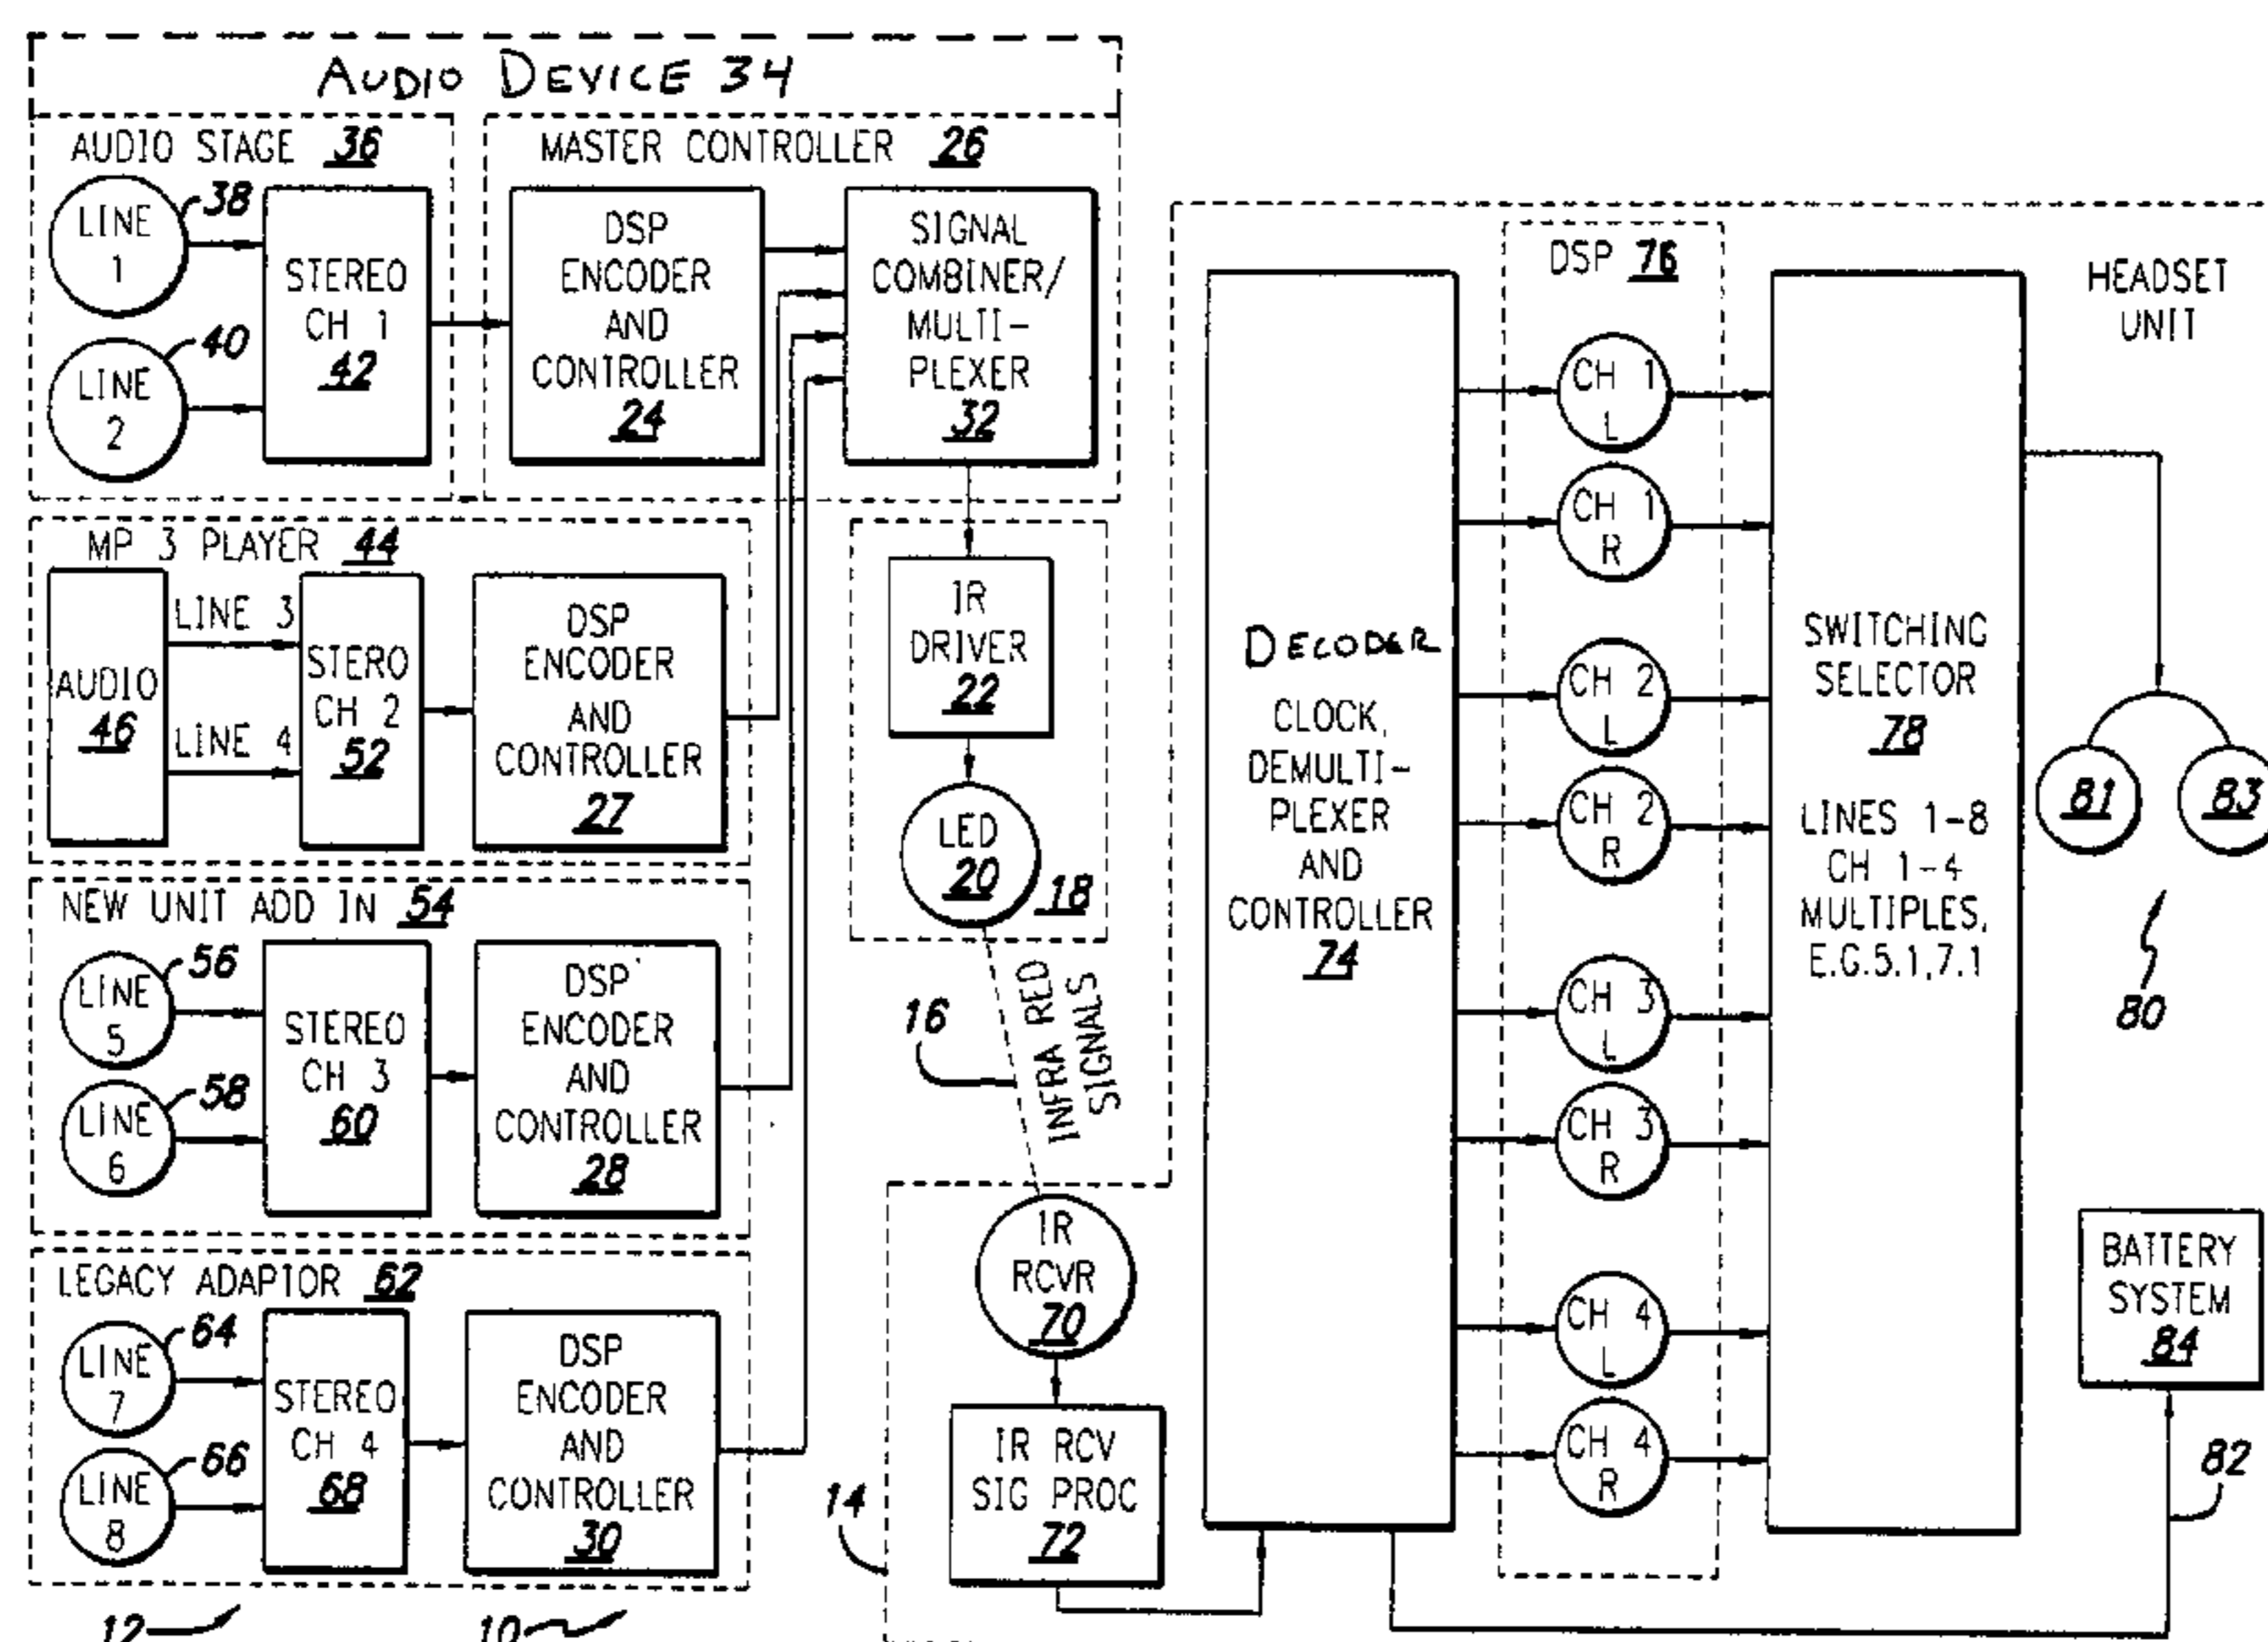 AUDIO DEVICE 34
AUDIO STAGE 36
LINE
1
38
LINE
2
40
STEREO
CH 1
42
MASTER CONTROLLER 26
DSP
ENCODER
AND
CONTROLLER
24
SIGNAL
COMBINER/
MULTI-
PLEXER
32
MP 3 PLAYER 44
AUDIO
46
LINE 3
LINE 4
STERO
CH 2
52
DSP
ENCODER
AND
CONTROLLER
27
NEW UNIT ADD IN 54
LINE
5
56
LINE
6
58
STEREO
CH 3
60
DSP
ENCODER
AND
CONTROLLER
28
LEGACY ADAPTOR 62
LINE
7
64
LINE
8
66
STEREO
CH 4
68
DSP
ENCODER
AND
CONTROLLER
30
12
10
IR
DRIVER
22
LED
20
18
16
INFRA RED
SIGNALS
IR
RCVR
70
IR RCV
SIG PROC
72
14
DECODER
CLOCK,
DEMULTI-
PLEXER
AND
CONTROLLER
74
DSP 76
CH 1
L
CH 1
R
CH 2
L
CH 2
R
CH 3
L
CH 3
R
CH 4
L
CH 4
R
SWITCHING
SELECTOR
78
LINES 1-8
CH 1-4
MULTIPLES,
E.G.5.1,7.1
HEADSET
UNIT
81
83
80
BATTERY
SYSTEM
84
82